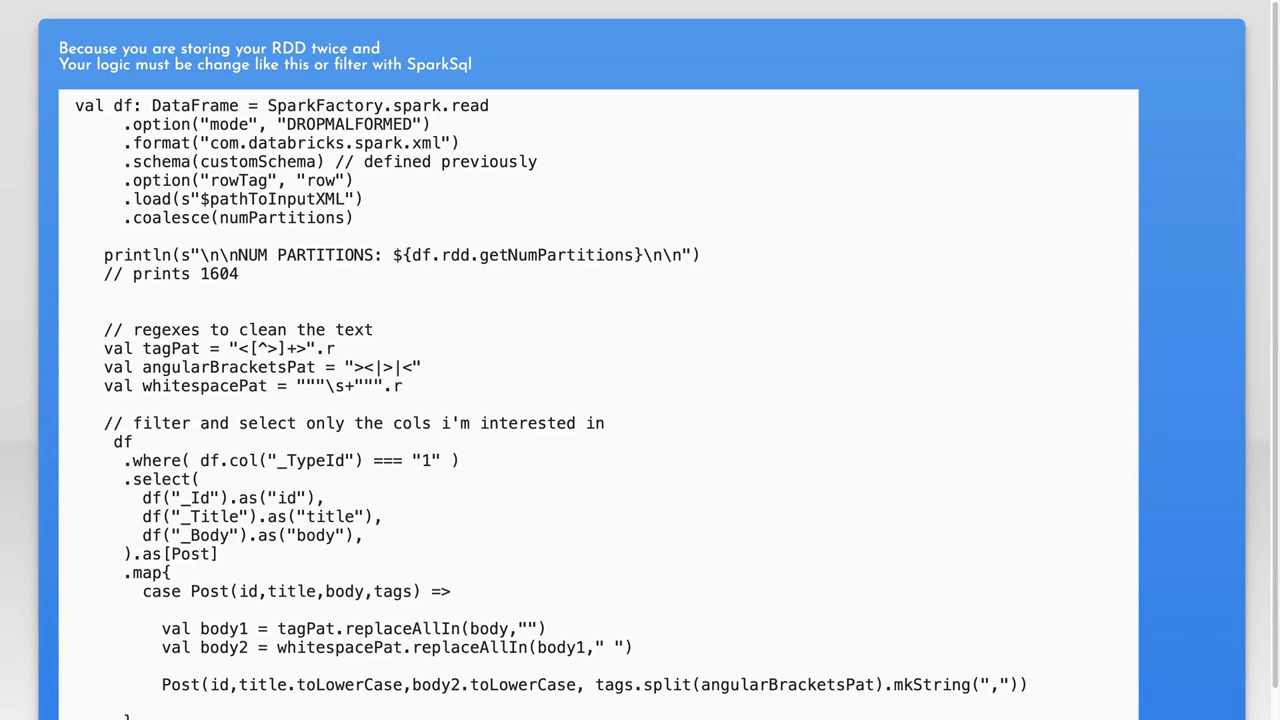 Because you are storing your RDD twice and
Your logic must be change like this or filter with SparkSql
val df: DataFrame = SparkFactory.spark.read
.option("mode", "DROPMALFORMED")
.format("com.databricks.spark.xml")
.schema(customSchema) // defined previously
.option("rowTag", "row")
.load(s"$pathToInputXML")
.coalesce(numPartitions)
println(s"\n\nNUM PARTITIONS: ${df.rdd.getNumPartitions}\n\n")
// prints 1604
// regexes to clean the text
val tagPat = "<[^>]+>".r
val angularBracketsPat = "><|>|<"
val whitespacePat = """\s+""".r
// filter and select only the cols i'm interested in
df
.where( df.col("_TypeId") === "1" )
.select(
df("_Id").as("id"),
df("_Title").as("title"),
df("_Body").as("body"),
).as[Post]
.map{
case Post(id,title,body,tags) =>
val body1 = tagPat.replaceAllIn(body,"")
val body2 = whitespacePat.replaceAllIn(body1," ")
Post(id,title.toLowerCase,body2.toLowerCase, tags.split(angularBracketsPat).mkString(","))
}